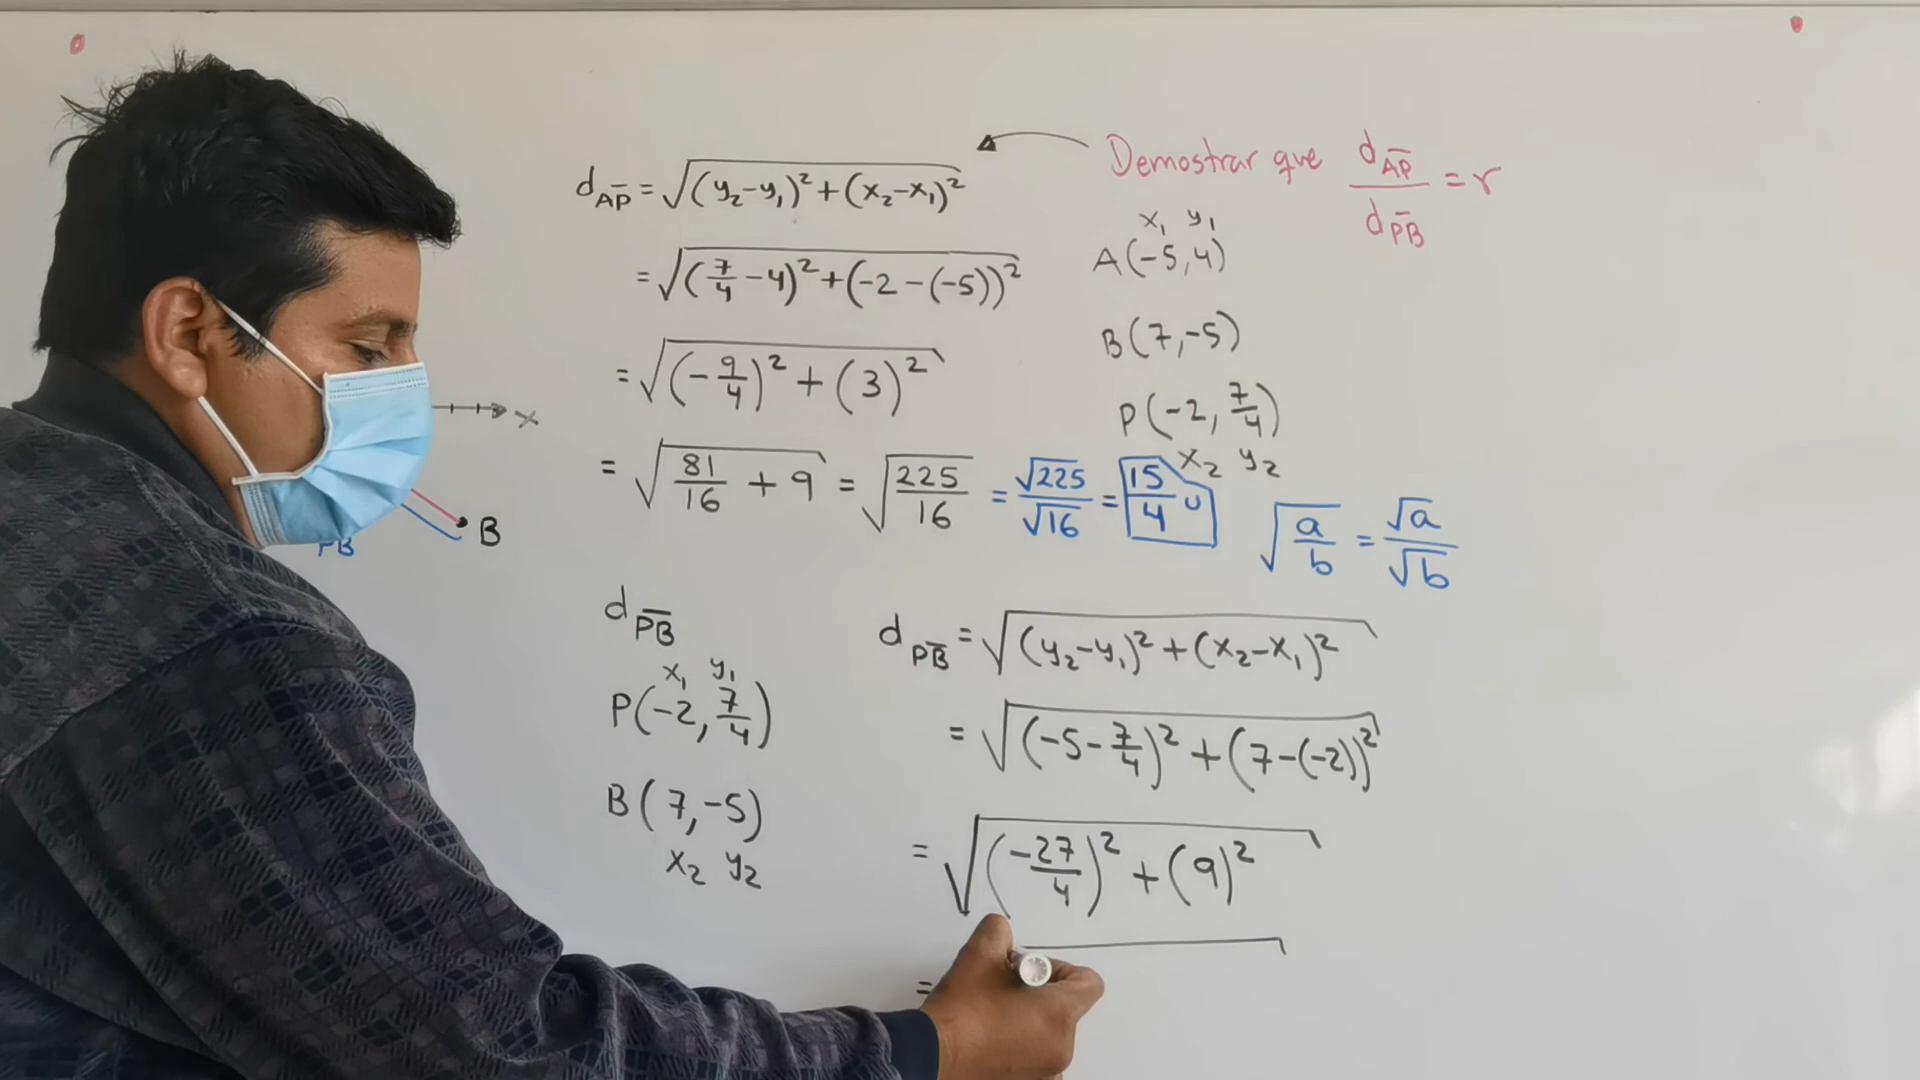 Demostrar que d_AP̅ / d_PB̅ = r
d_AP̅ = √((y₂-y₁)² + (x₂-x₁)²)
= √((7/4 - 4)² + (-2-(-5))²)
= √((-9/4)² + (3)²)
= √(81/16 + 9) = √(225/16) = √225/√16 = 15/4 u
x₁ y₁
A(-5,4)
B(7,-5)
P(-2, 7/4)
x₂ y₂
√(a/b) = √a/√b
x
B
PB
d_PB̅
x₁ y₁
P(-2, 7/4)
B(7,-5)
x₂ y₂
d_PB̅ = √((y₂-y₁)² + (x₂-x₁)²)
= √((-5-7/4)² + (7-(-2))²)
= √((-27/4)² + (9)²)
=